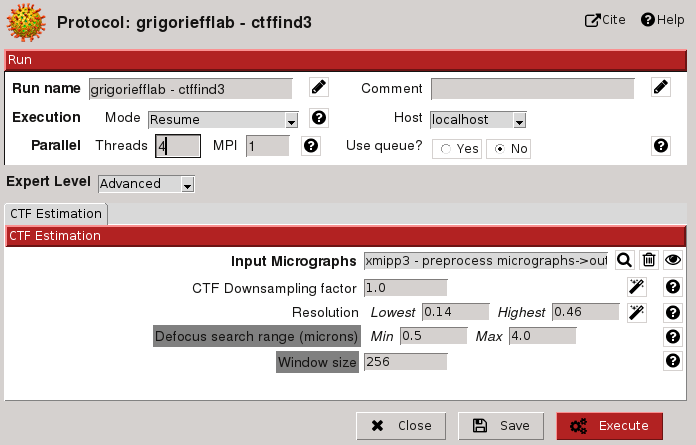 Protocol: grigoriefflab - ctffind3 Cite Help
Run
Run name grigoriefflab - ctffind3 Comment
Execution Mode Resume Host localhost
Parallel Threads 4 MPI 1 Use queue? Yes No
Expert Level Advanced
CTF Estimation
CTF Estimation
Input Micrographs xmipp3 - preprocess micrographs->out
CTF Downsampling factor 1.0
Resolution Lowest 0.14 Highest 0.46
Defocus search range (microns) Min 0.5 Max 4.0
Window size 256
Close Save Execute